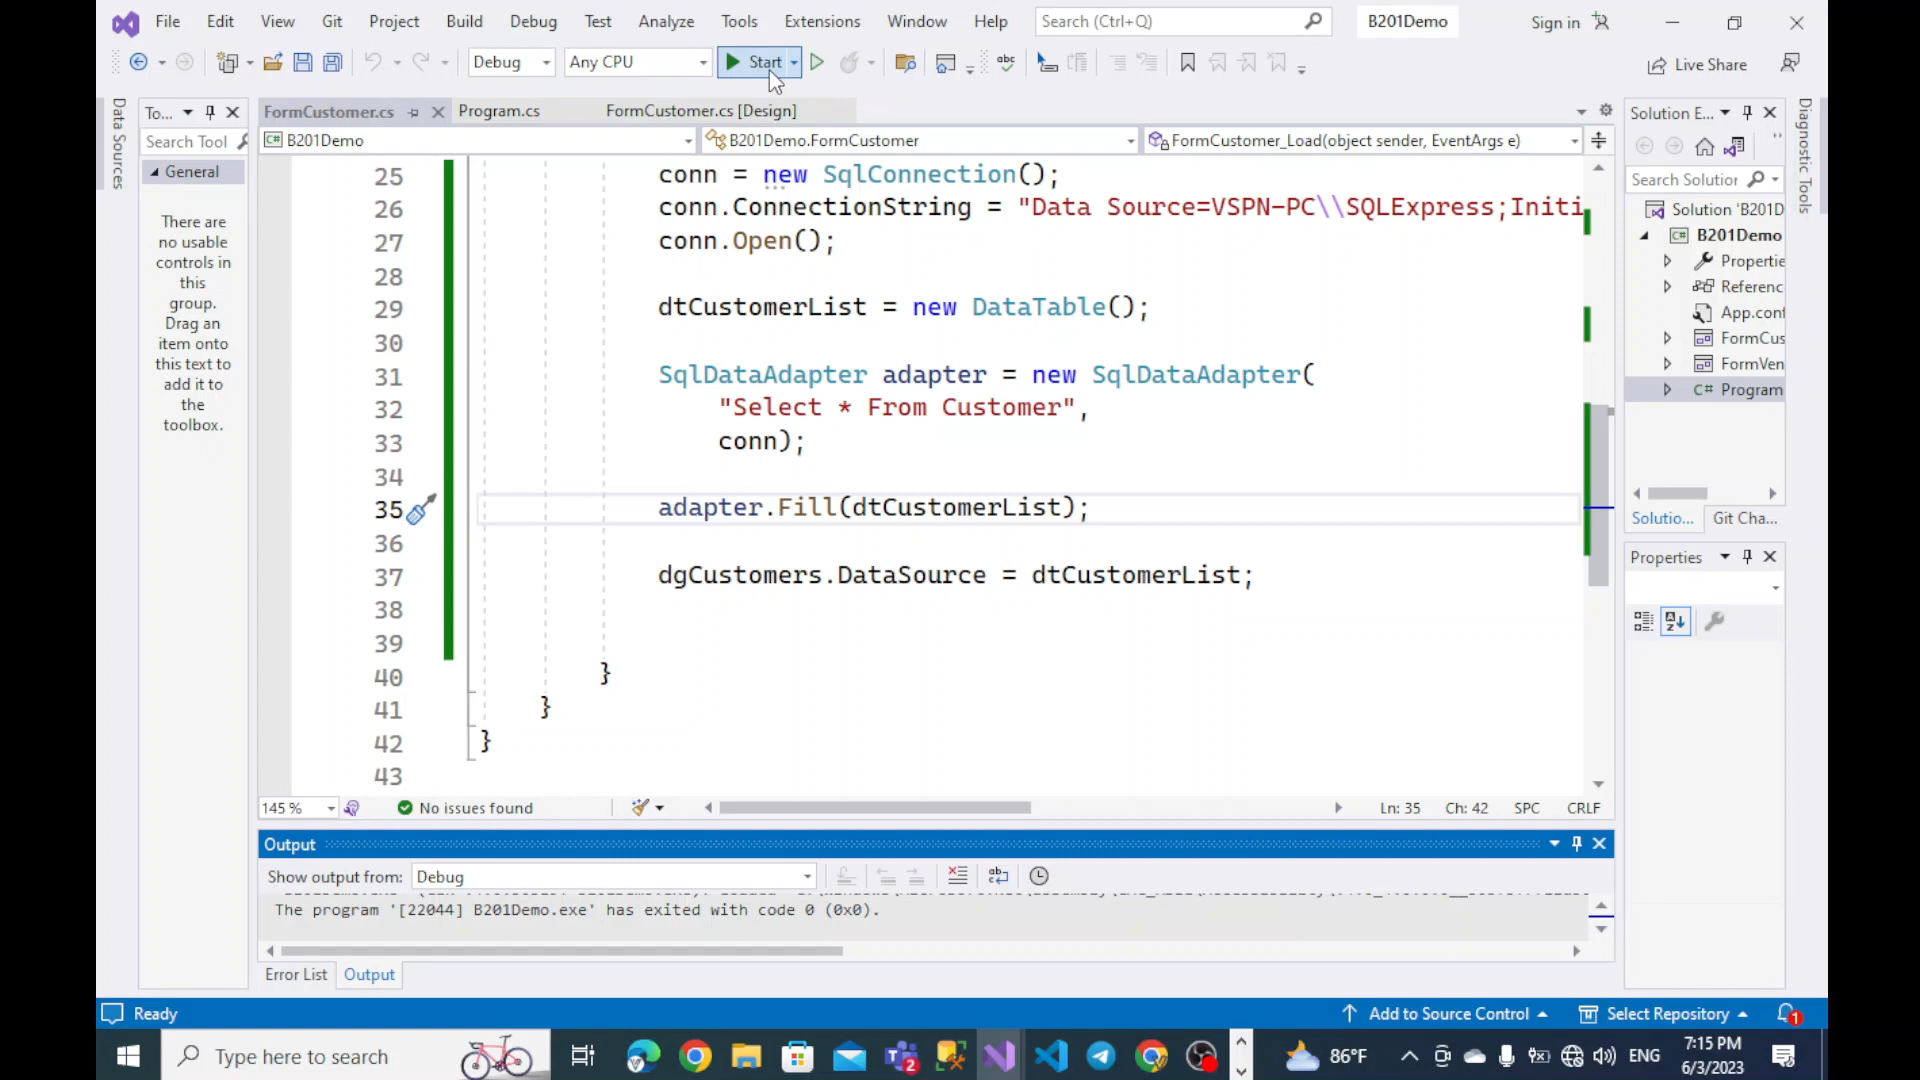 File Edit View Git Project Build Debug Test Analyze Tools Extensions Window Help Search (Ctrl+Q) B201Demo Sign in
Debug Any CPU Start Live Share
To... FormCustomer.cs Program.cs FormCustomer.cs [Design] Solution E...
Data Sources
Diagnostic Tools
Search Tool B201Demo B201Demo.FormCustomer FormCustomer_Load(object sender, EventArgs e)
General
There are
no usable
controls in
this
group.
Drag an
item onto
this text to
add it to
the
toolbox.
25 conn = new SqlConnection();
26 conn.ConnectionString = "Data Source=VSPN-PC\\SQLExpress;Initi
27 conn.Open();
28
29 dtCustomerList = new DataTable();
30
31 SqlDataAdapter adapter = new SqlDataAdapter(
32 "Select * From Customer",
33 conn);
34
35 adapter.Fill(dtCustomerList);
36
37 dgCustomers.DataSource = dtCustomerList;
38
39
40 }
41 }
42 }
43
145 % No issues found Ln: 35 Ch: 42 SPC CRLF
Search Solution
Solution 'B201D
C# B201Demo
Propertie
Referenc
App.conf
FormCus
FormVen
C# Program
Solutio... Git Cha...
Properties
Output
Show output from: Debug
The program '[22044] B201Demo.exe' has exited with code 0 (0x0).
Error List Output
Ready Add to Source Control Select Repository 1
Type here to search 2 86°F ENG 7:15 PM
6/3/2023